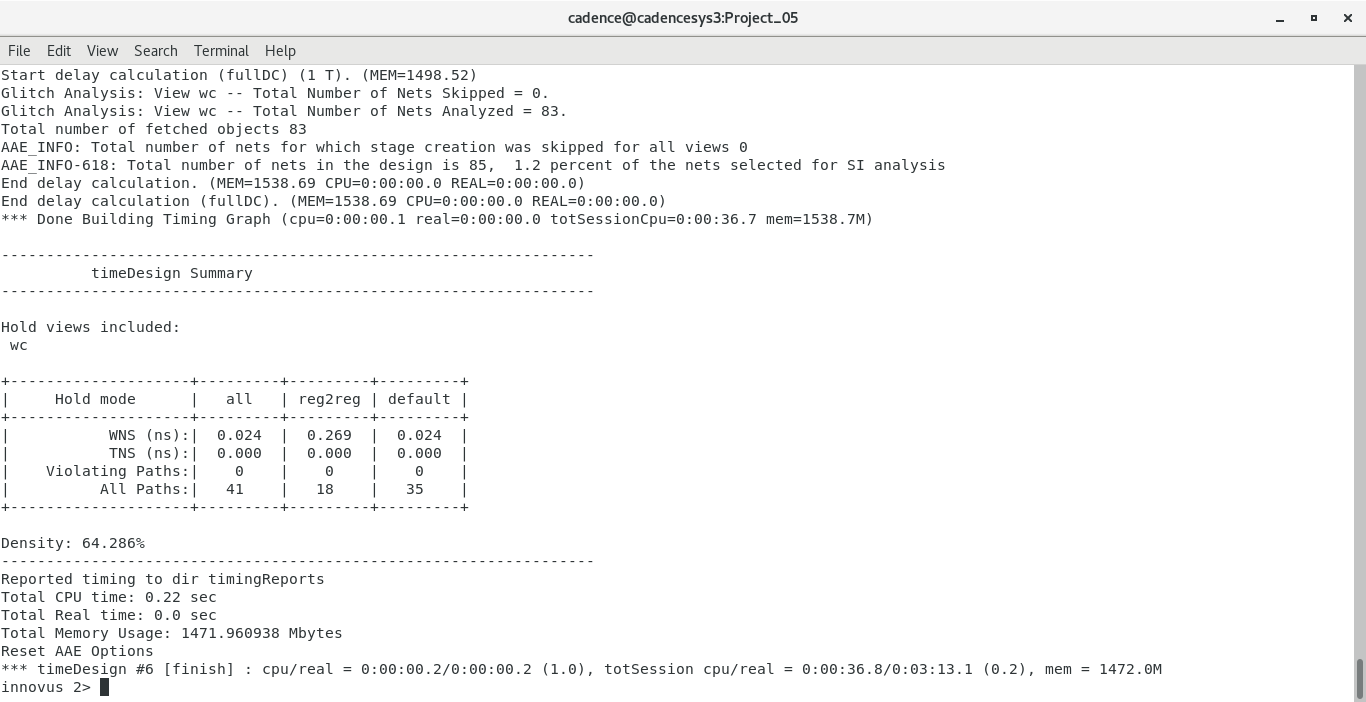 cadence@cadencesys3:Project_05
File Edit View Search Terminal Help
Start delay calculation (fullDC) (1 T). (MEM=1498.52)
Glitch Analysis: View wc -- Total Number of Nets Skipped = 0.
Glitch Analysis: View wc -- Total Number of Nets Analyzed = 83.
Total number of fetched objects 83
AAE_INFO: Total number of nets for which stage creation was skipped for all views 0
AAE_INFO-618: Total number of nets in the design is 85,  1.2 percent of the nets selected for SI analysis
End delay calculation. (MEM=1538.69 CPU=0:00:00.0 REAL=0:00:00.0)
End delay calculation (fullDC). (MEM=1538.69 CPU=0:00:00.0 REAL=0:00:00.0)
*** Done Building Timing Graph (cpu=0:00:00.1 real=0:00:00.0 totSessionCpu=0:00:36.7 mem=1538.7M)
------------------------------------------------------------------
          timeDesign Summary
------------------------------------------------------------------
Hold views included:
 wc
+--------------------+---------+---------+---------+
|     Hold mode      |   all   | reg2reg | default |
+--------------------+---------+---------+---------+
|            WNS (ns):|  0.024  |  0.269  |  0.024  |
|            TNS (ns):|  0.000  |  0.000  |  0.000  |
|    Violating Paths:|    0    |    0    |    0    |
|          All Paths:|   41    |   18    |   35    |
+--------------------+---------+---------+---------+
Density: 64.286%
------------------------------------------------------------------
Reported timing to dir timingReports
Total CPU time: 0.22 sec
Total Real time: 0.0 sec
Total Memory Usage: 1471.960938 Mbytes
Reset AAE Options
*** timeDesign #6 [finish] : cpu/real = 0:00:00.2/0:00:00.2 (1.0), totSession cpu/real = 0:00:36.8/0:03:13.1 (0.2), mem = 1472.0M
innovus 2>